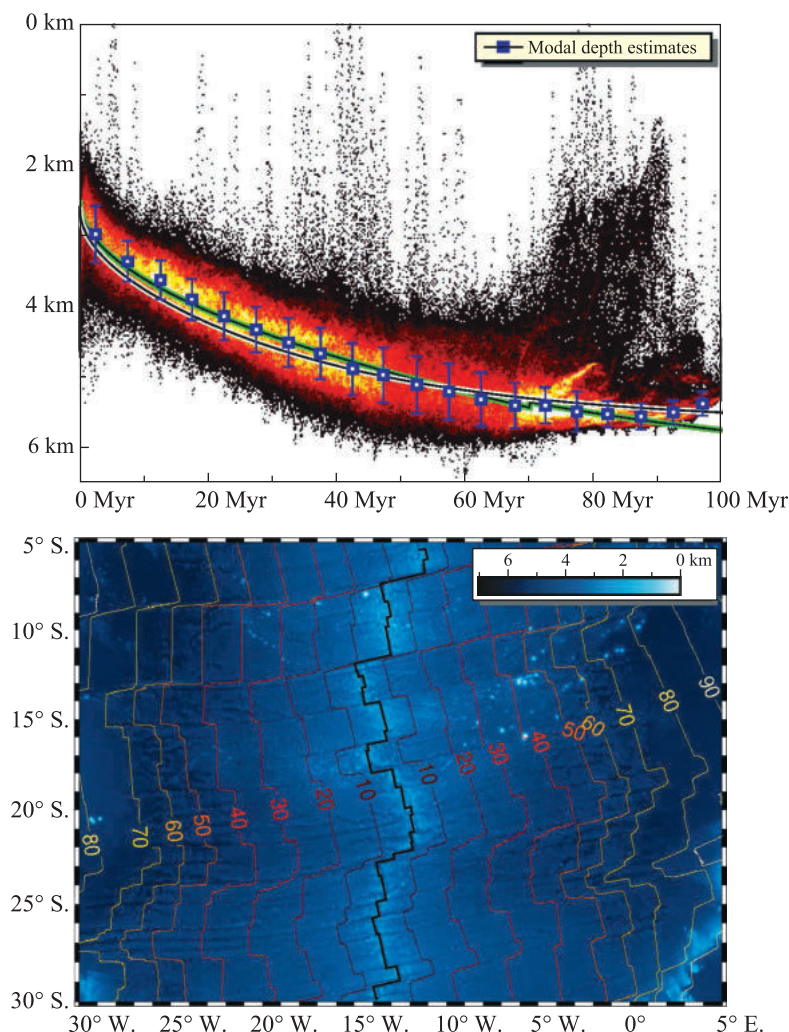 0 km
Modal depth estimates
2 km
4 km
6 km
0 Myr 20 Myr 40 Myr 60 Myr 80 Myr 100 Myr
5° S.
6 4 2 0 km
10° S.
90
80
70
15° S.
50 60
40
30
20
10
10
20
30
40
50
60
70
80
20° S.
25° S.
30° S.
30° W. 25° W. 20° W. 15° W. 10° W. 5° W. 0° 5° E.